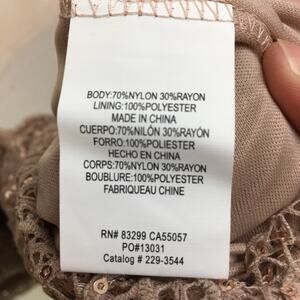 BODY:70%NYLON 30%RAYON
LINING:100%POLYESTER
MADE IN CHINA
CUERPO:70%NILÓN 30%RAYÓN
FORRO:100%POLIESTER
HECHO EN CHINA
CORPS:70%NYLON 30%RAYON
BOUBLURE:100%POLYESTER
FABRIQUEAU CHINE
RN# 83299 CA55057
PO#13031
Catalog # 229-3544